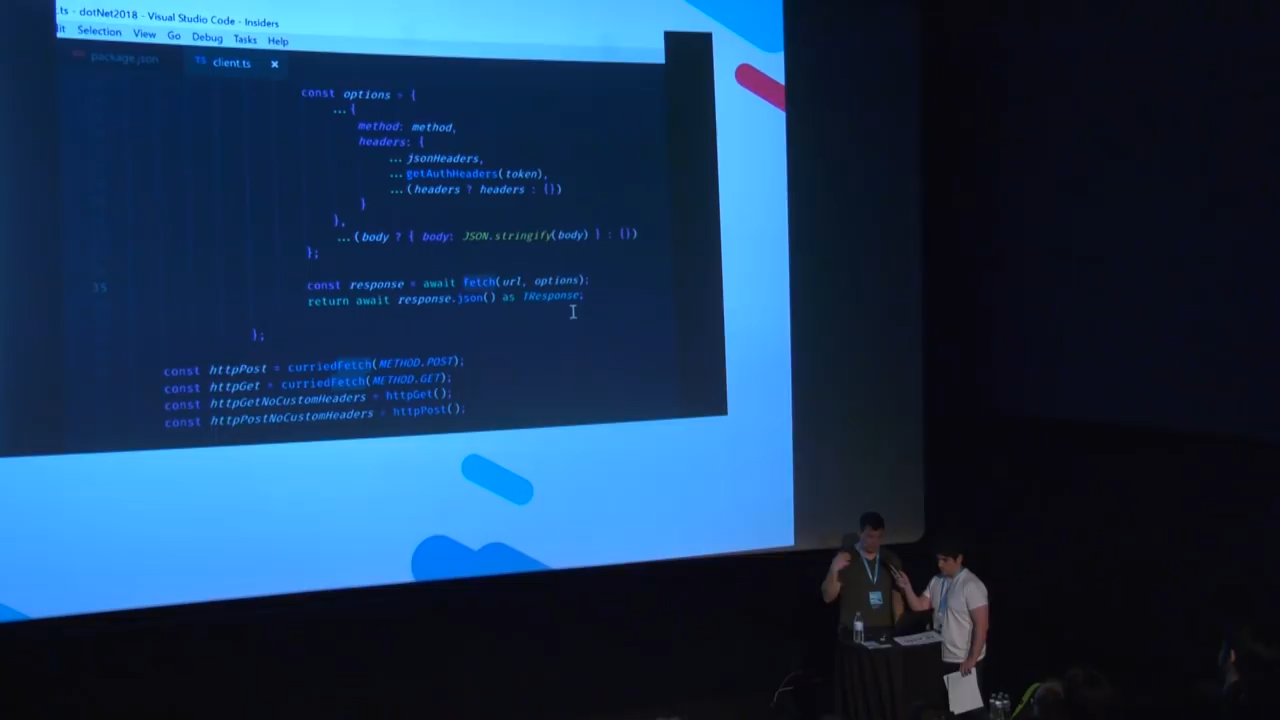 .ts - dotNet2018 - Visual Studio Code - Insiders
it Selection View Go Debug Tasks Help
package.json TS client.ts ×
const options = {
...{
method: method,
headers: {
... jsonHeaders,
...getAuthHeaders(token),
...(headers ? headers : {})
}
},
...(body ? { body: JSON.stringify(body) } : {})
};
35 const response = await fetch(url, options);
return await response.json() as TResponse;
};
const httpPost = curriedFetch(METHOD.POST);
const httpGet = curriedFetch(METHOD.GET);
const httpGetNoCustomHeaders = httpGet();
const httpPostNoCustomHeaders = httpPost();